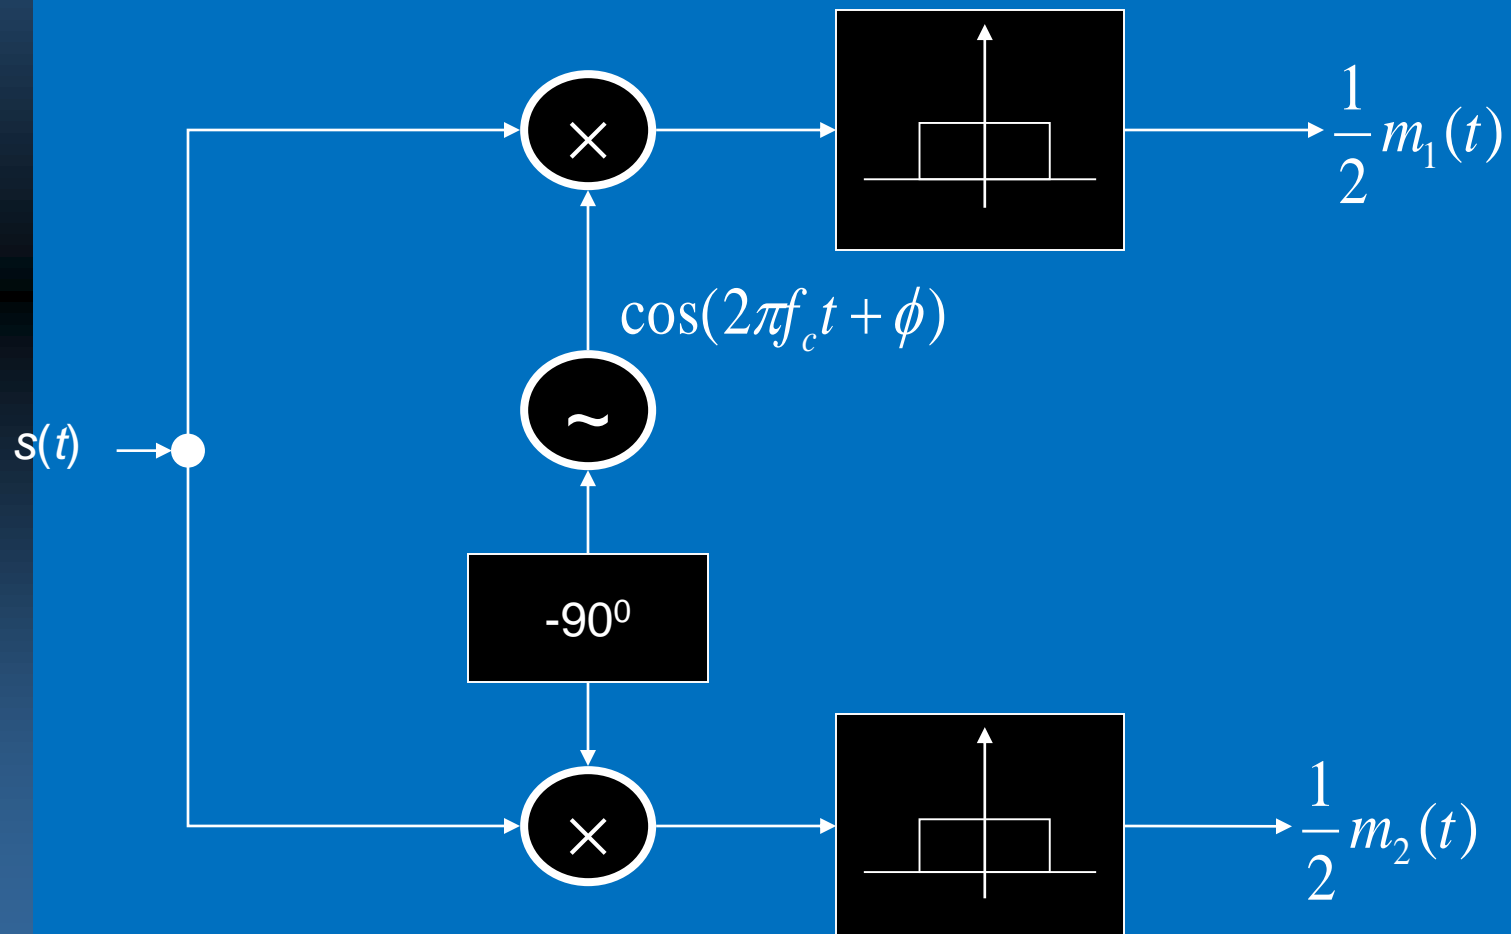 ×
1/2 m₁(t)
cos(2πf_c t + ϕ)
~
s(t)
-90⁰
×
1/2 m₂(t)